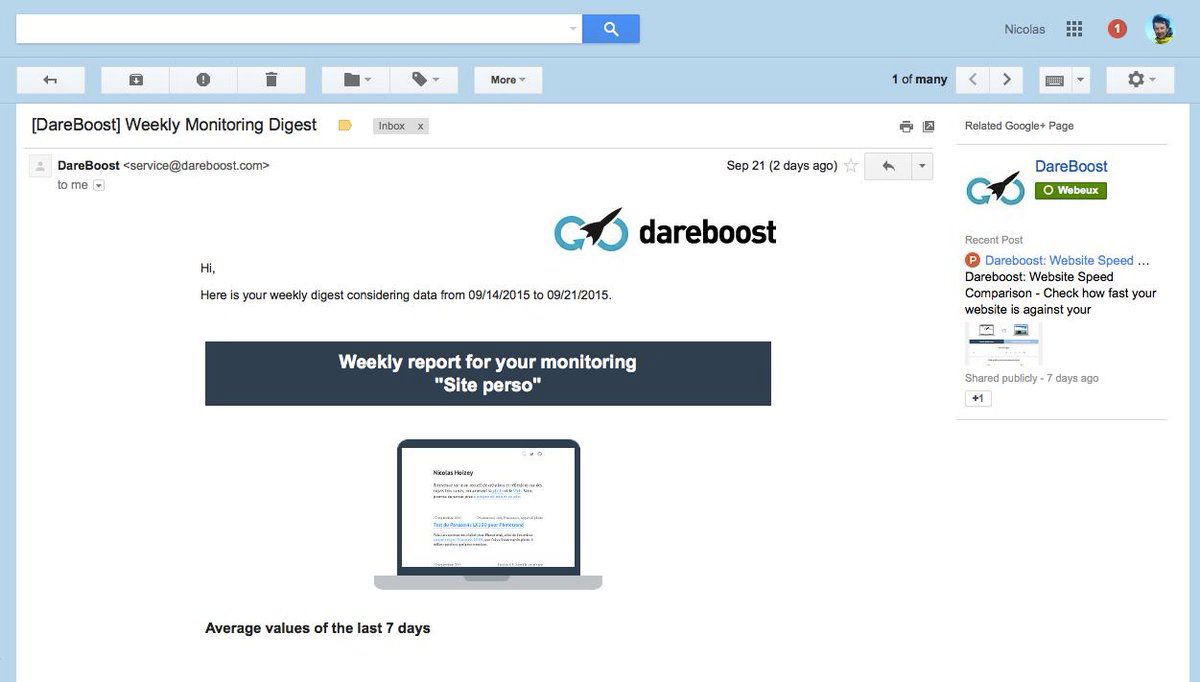 Nicolas
1
More
1 of many
[DareBoost] Weekly Monitoring Digest
Inbox x
Related Google+ Page
DareBoost <service@dareboost.com>
Sep 21 (2 days ago)
to me
DareBoost
Webeux
dareboost
Hi,
Here is your weekly digest considering data from 09/14/2015 to 09/21/2015.
Recent Post
P Dareboost: Website Speed ...
Dareboost: Website Speed
Comparison - Check how fast your
website is against your
Shared publicly - 7 days ago
+1
Weekly report for your monitoring
"Site perso"
Nicolas Hoizey
Average values of the last 7 days